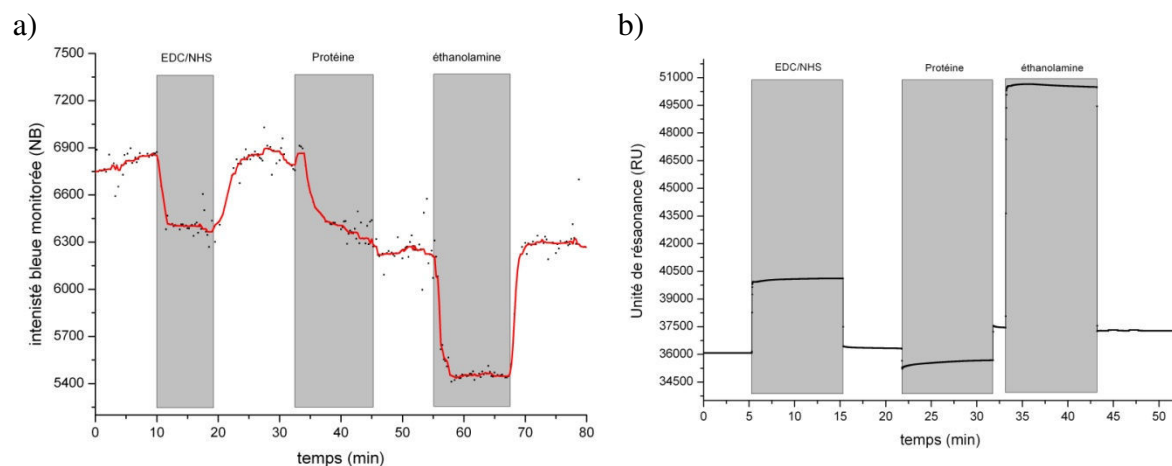 a)
EDC/NHS Protéine éthanolamine
7500
7200
6900
6600
6300
6000
5700
5400
intenisté bleue monitorée (NB)
0 10 20 30 40 50 60 70 80
temps (min)
b)
EDC/NHS Protéine éthanolamine
51000
49500
46500
45000
43500
42000
40500
39000
37500
36000
34500
Unité de résaonance (RU)
0 5 10 15 20 25 30 35 40 45 50
temps (min)